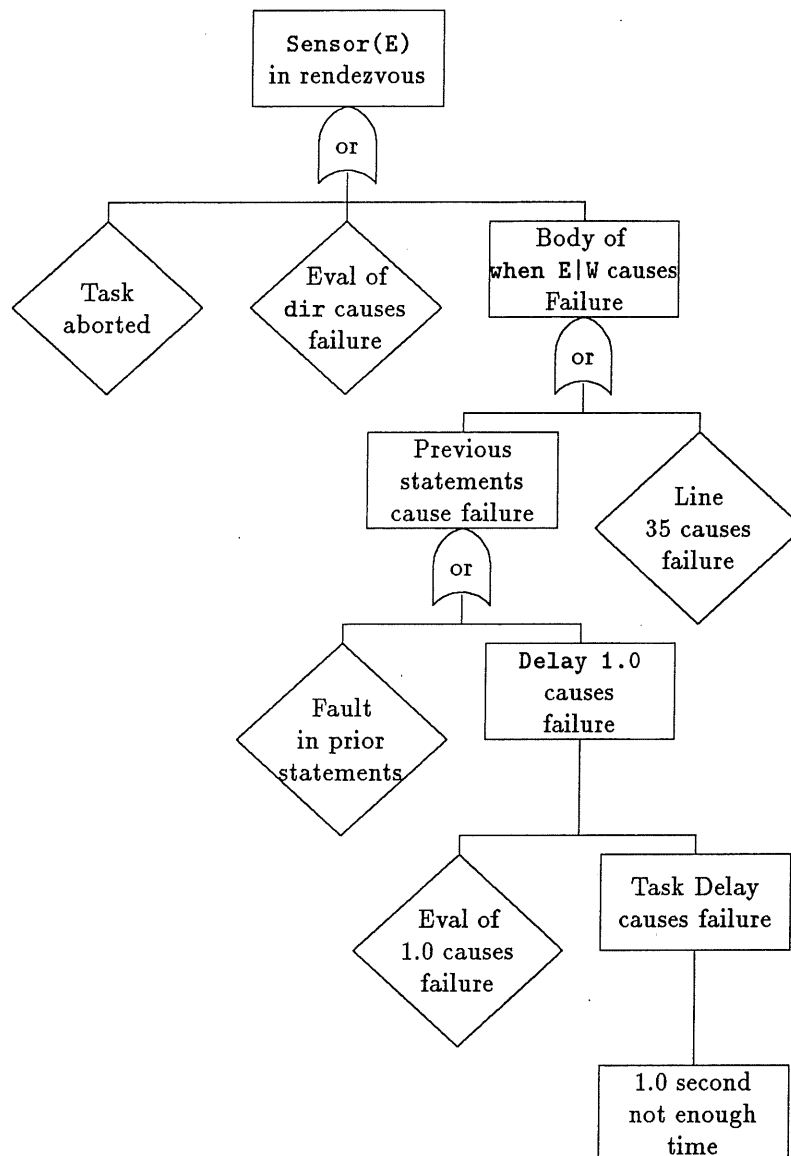 Sensor(E)
in rendezvous
or
Task
aborted
Eval of
dir causes
failure
Body of
when E|W causes
Failure
or
Previous
statements
cause failure
Line
35 causes
failure
or
Fault
in prior
statements
Delay 1.0
causes
failure
Eval of
1.0 causes
failure
Task Delay
causes failure
1.0 second
not enough
time